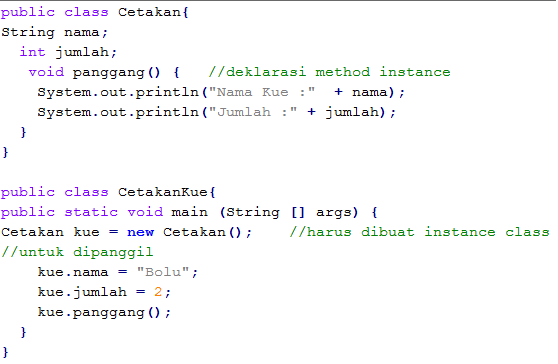 public class Cetakan{
String nama;
int jumlah;
void panggang() {   //deklarasi method instance
System.out.println("Nama Kue :"  + nama);
System.out.println("Jumlah :" + jumlah);
}
}
public class CetakanKue{
public static void main (String [] args) {
Cetakan kue = new Cetakan();    //harus dibuat instance class
//untuk dipanggil
kue.nama = "Bolu";
kue.jumlah = 2;
kue.panggang();
}
}